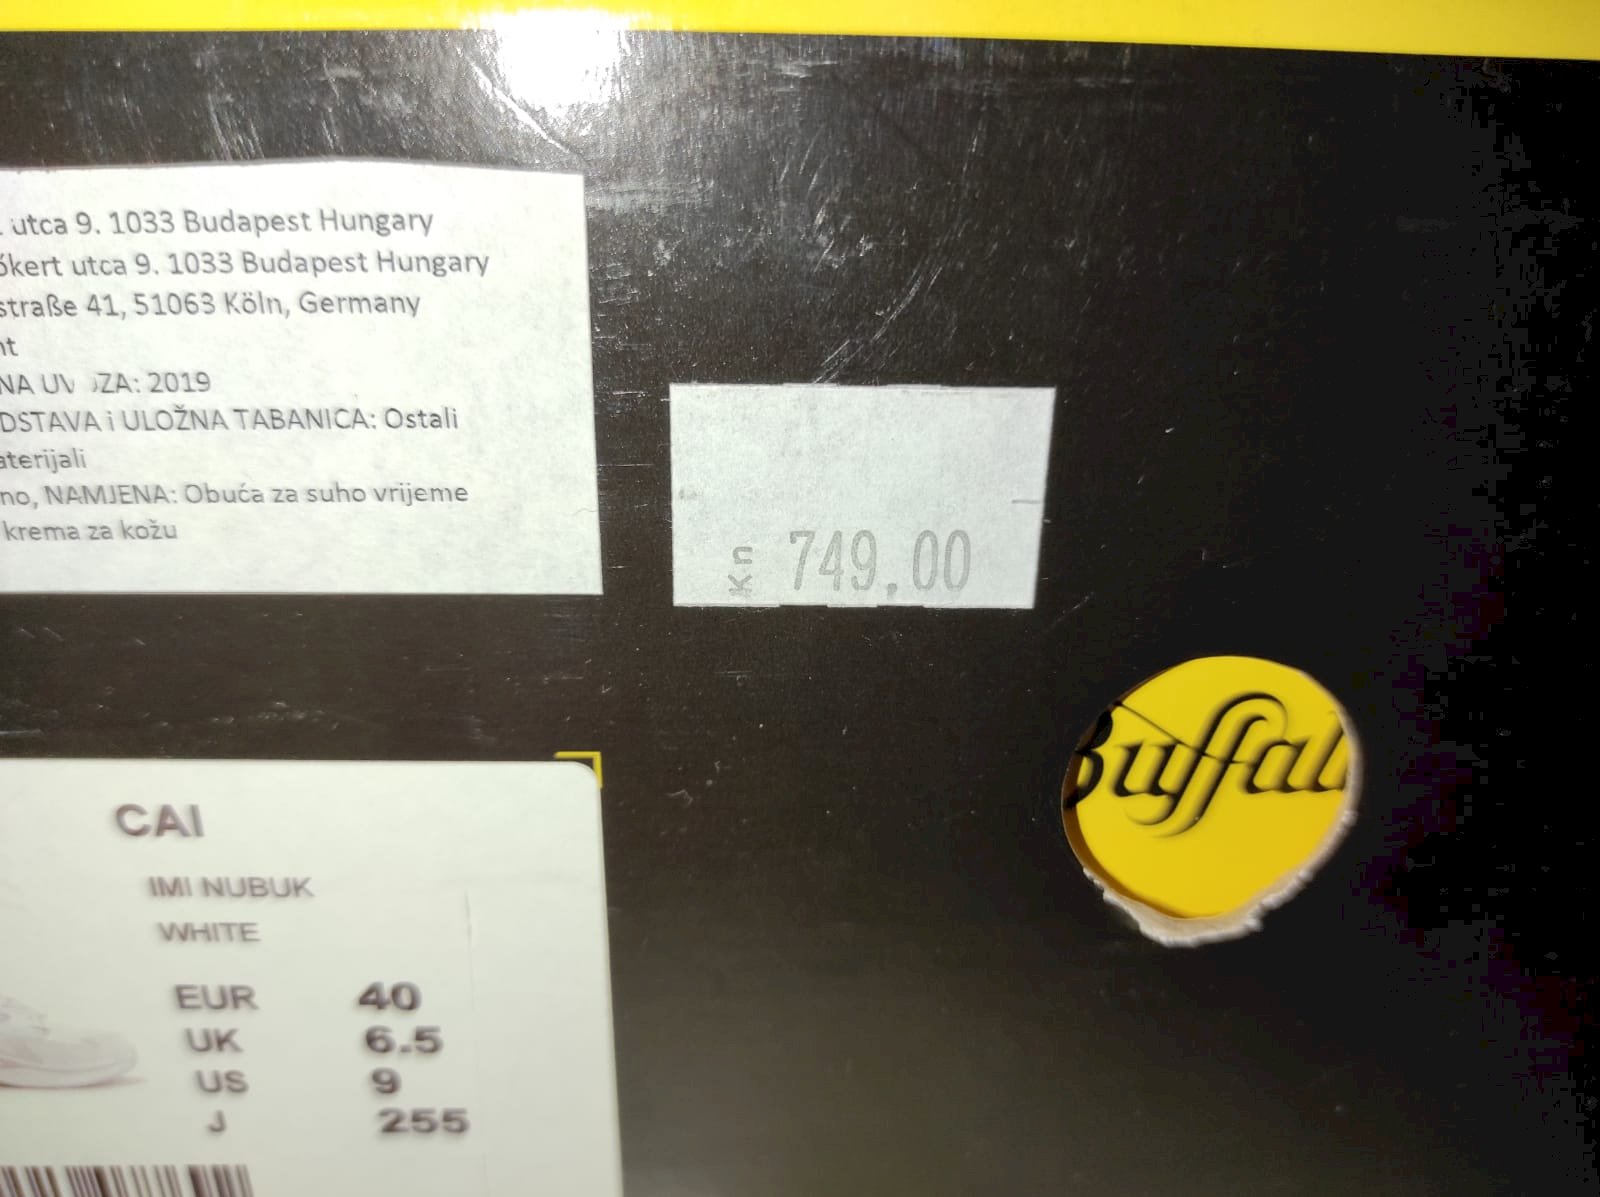 utca 9. 1033 Budapest Hungary
őkert utca 9. 1033 Budapest Hungary
straße 41, 51063 Köln, Germany
nt
NA UV ZA: 2019
DSTAVA i ULOŽNA TABANICA: Ostali
aterijali
no, NAMJENA: Obuća za suho vrijeme
krema za kožu
Kn 749,00
Buffal
CAI
IMI NUBUK
WHITE
EUR 40
UK 6.5
US 9
J 255